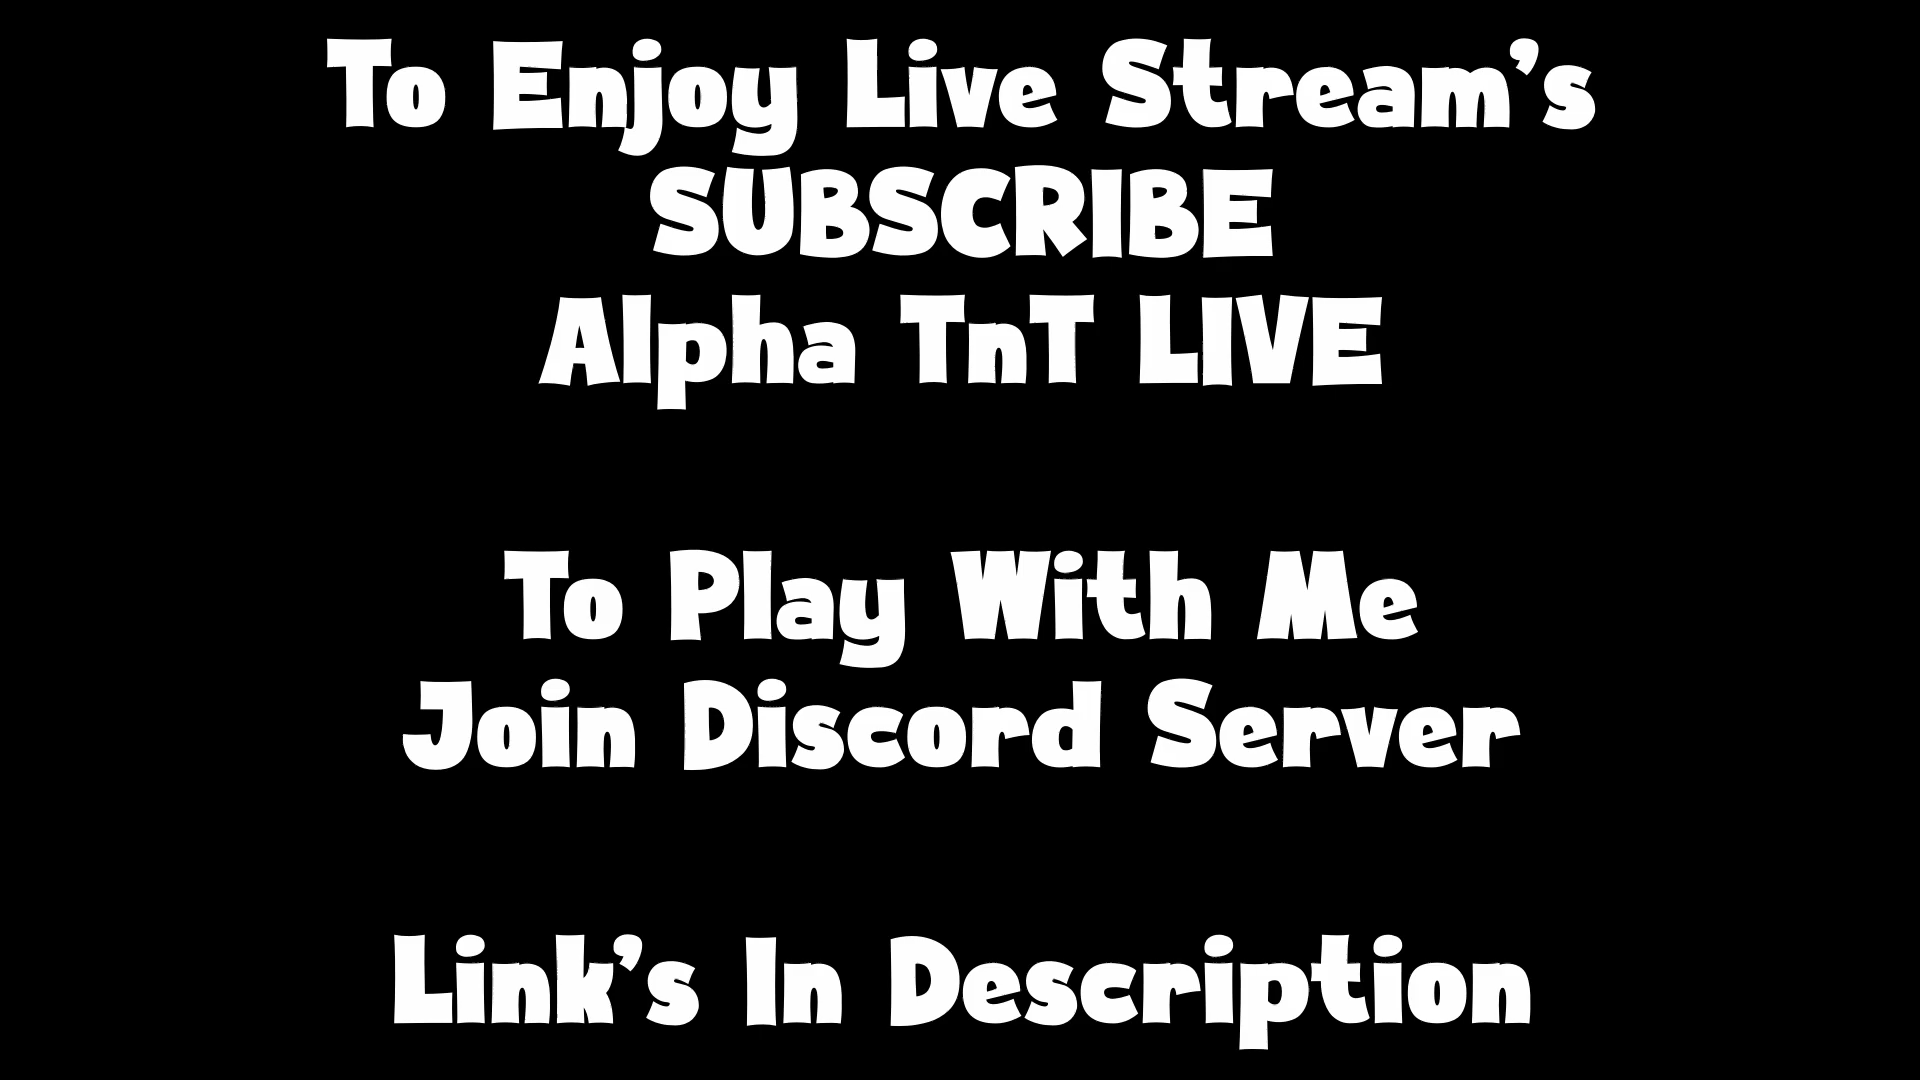 To Enjoy Live Stream’s
SUBSCRIBE
Alpha TnT LIVE
To Play With Me
Join Discord Server
Link’s In Description